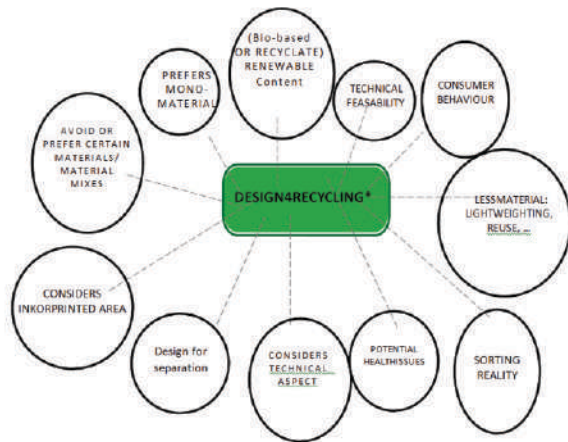 (Bio-based
OR RECYCLATE)
RENEWABLE
Content
PREFERS
MONO-
MATERIAL
TECHNICAL
FEASABILITY
CONSUMER
BEHAVIOUR
AVOID OR
PREFER CERTAIN
MATERIALS/
MATERIAL
MIXES
DESIGN4RECYCLING*
LESSMATERIAL:
LIGHTWEIGHTING,
REUSE, ...
CONSIDERS
INKORPRINTED AREA
Design for
separation
CONSIDERS
TECHNICAL
ASPECT
POTENTIAL
HEALTHISSUES
SORTING
REALITY